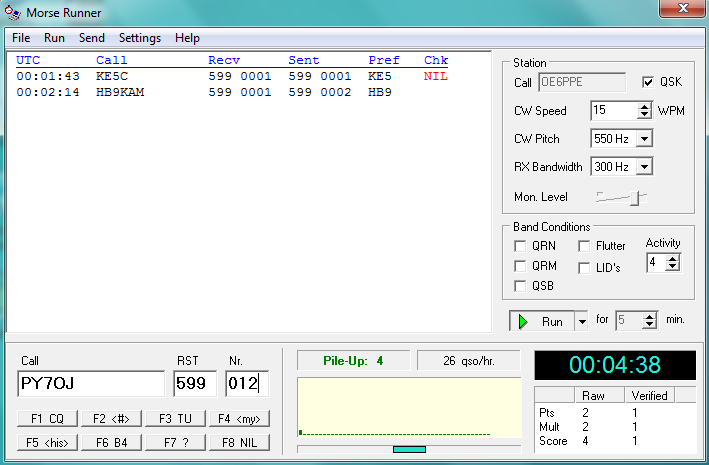 Morse Runner
File Run Send Settings Help
UTC Call Recv Sent Pref Chk
00:01:43 KE5C 599 0001 599 0001 KE5 NIL
00:02:14 HB9KAM 599 0001 599 0002 HB9
Station
Call OE6PPE QSK
CW Speed 15 WPM
CW Pitch 550 Hz
RX Bandwidth 300 Hz
Mon. Level
Band Conditions
QRN Flutter Activity
QRM LID's 4
QSB
Run for 5 min.
Call RST Nr.
PY7OJ 599 012
F1 CQ F2 <#> F3 TU F4 <my>
F5 <his> F6 B4 F7 ? F8 NIL
Pile-Up: 4 26 qso/hr.
00:04:38
Raw Verified
Pts 2 1
Mult 2 1
Score 4 1